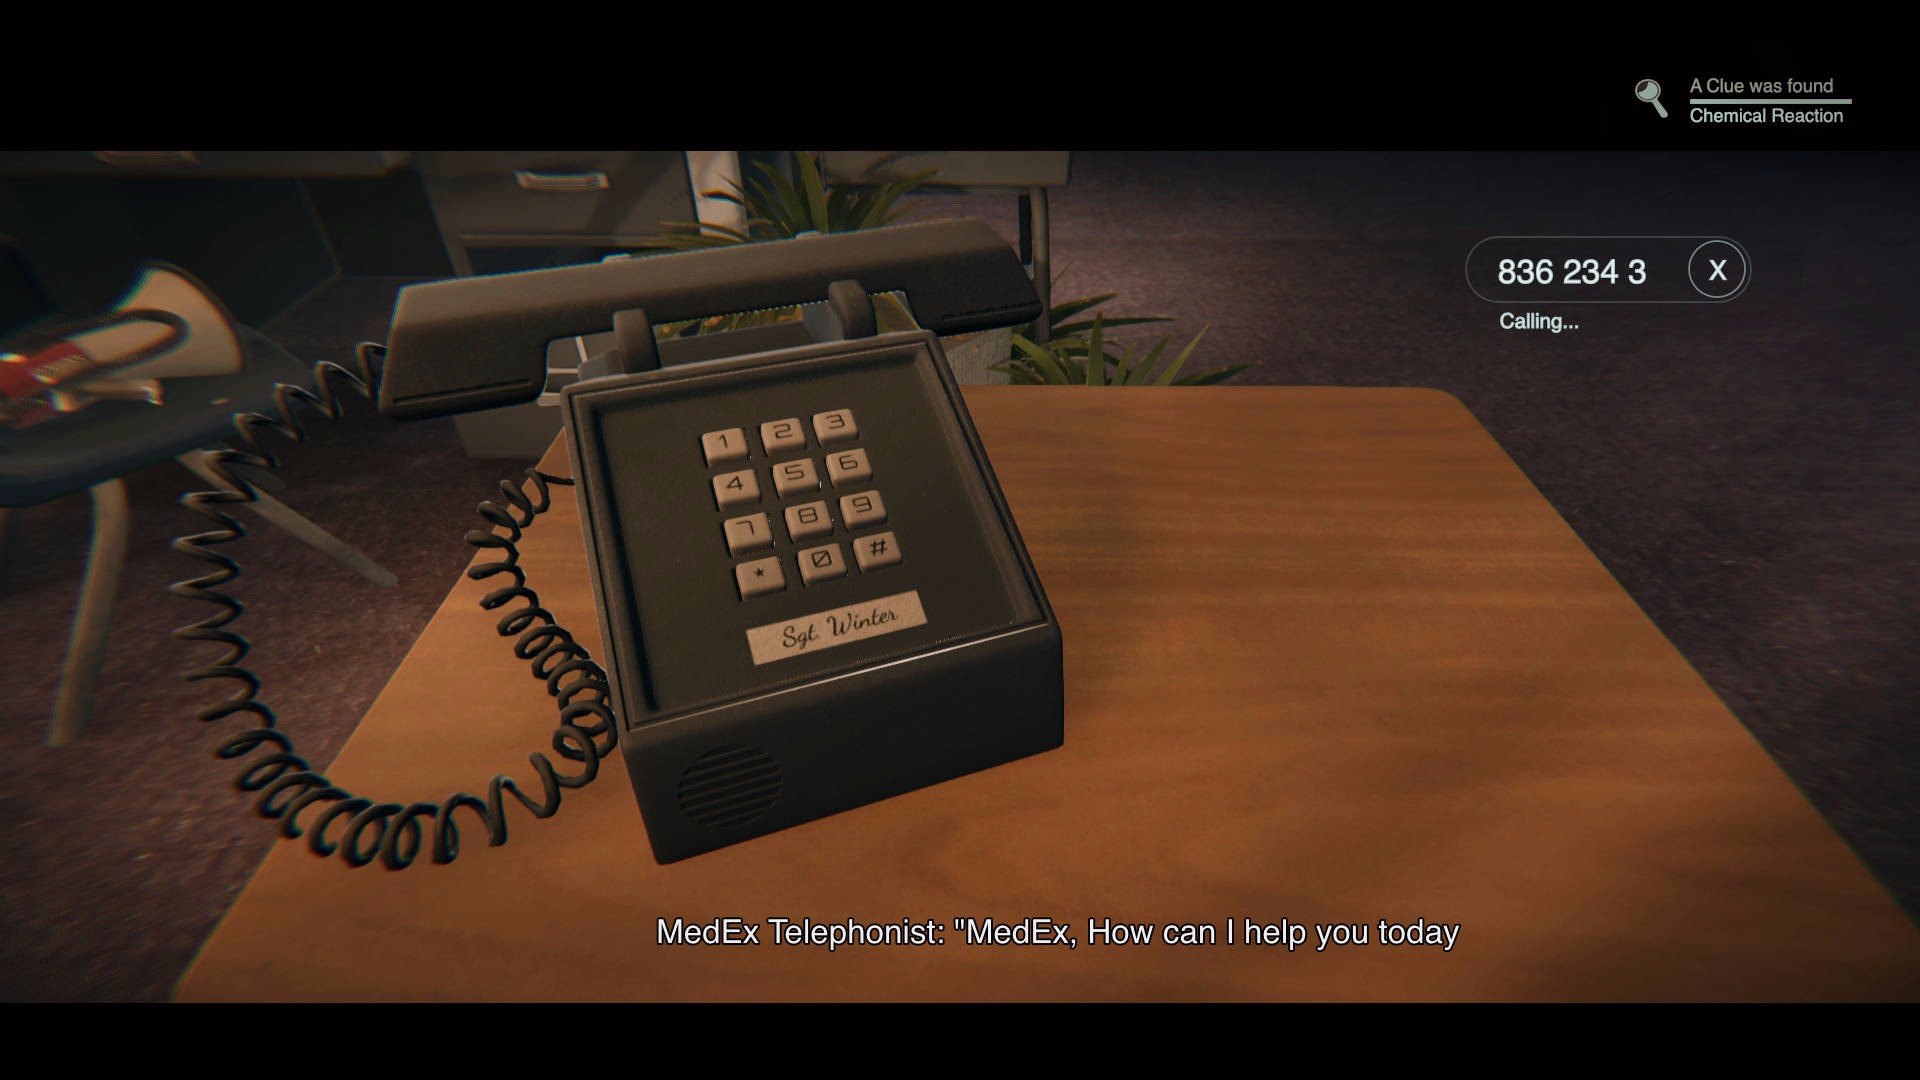 A Clue was found
Chemical Reaction
836 234 3
X
Calling...
1 2 3
4 5 6
7 8 9
* 0 #
Sgt. Winter
MedEx Telephonist: "MedEx, How can I help you today